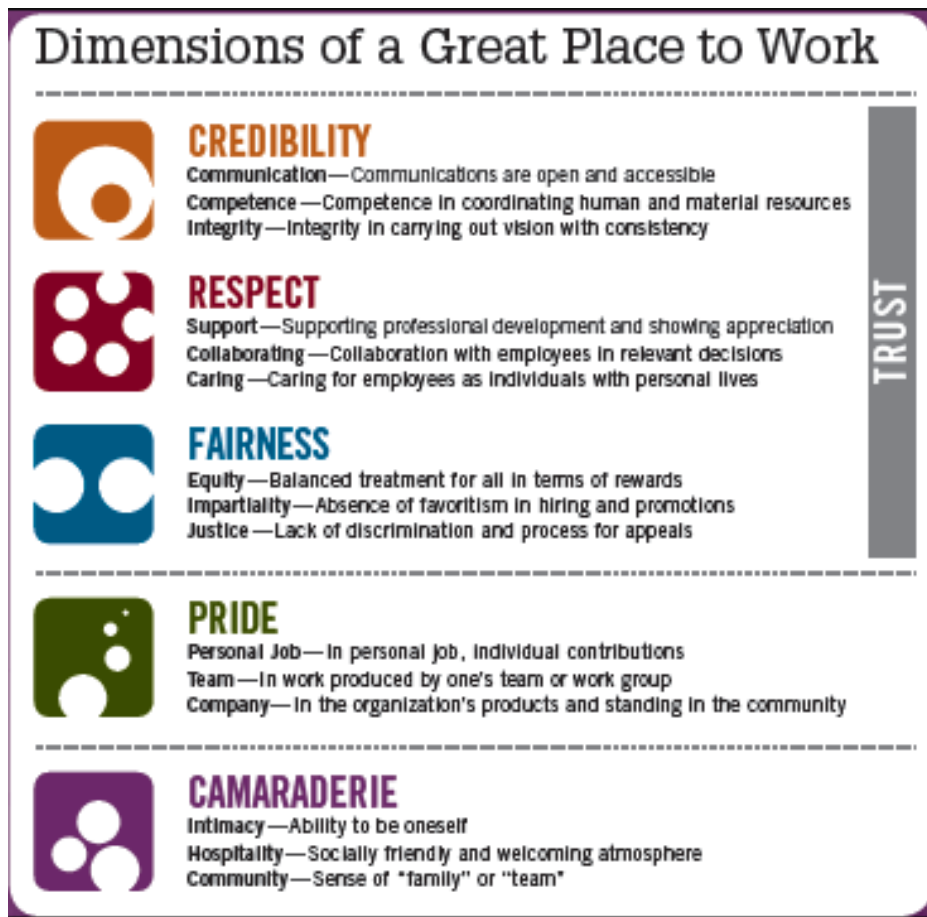 Dimensions of a Great Place to Work
CREDIBILITY
Communication—Communications are open and accessible
Competence—Competence in coordinating human and material resources
Integrity—Integrity in carrying out vision with consistency
RESPECT
Support—Supporting professional development and showing appreciation
Collaborating—Collaboration with employees in relevant decisions
Caring—Caring for employees as individuals with personal lives
FAIRNESS
Equity—Balanced treatment for all in terms of rewards
Impartiality—Absence of favoritism in hiring and promotions
Justice—Lack of discrimination and process for appeals
TRUST
PRIDE
Personal Job—In personal job, individual contributions
Team—In work produced by one's team or work group
Company—In the organization's products and standing in the community
CAMARADERIE
Intimacy—Ability to be oneself
Hospitality—Socially friendly and welcoming atmosphere
Community—Sense of "family" or "team"